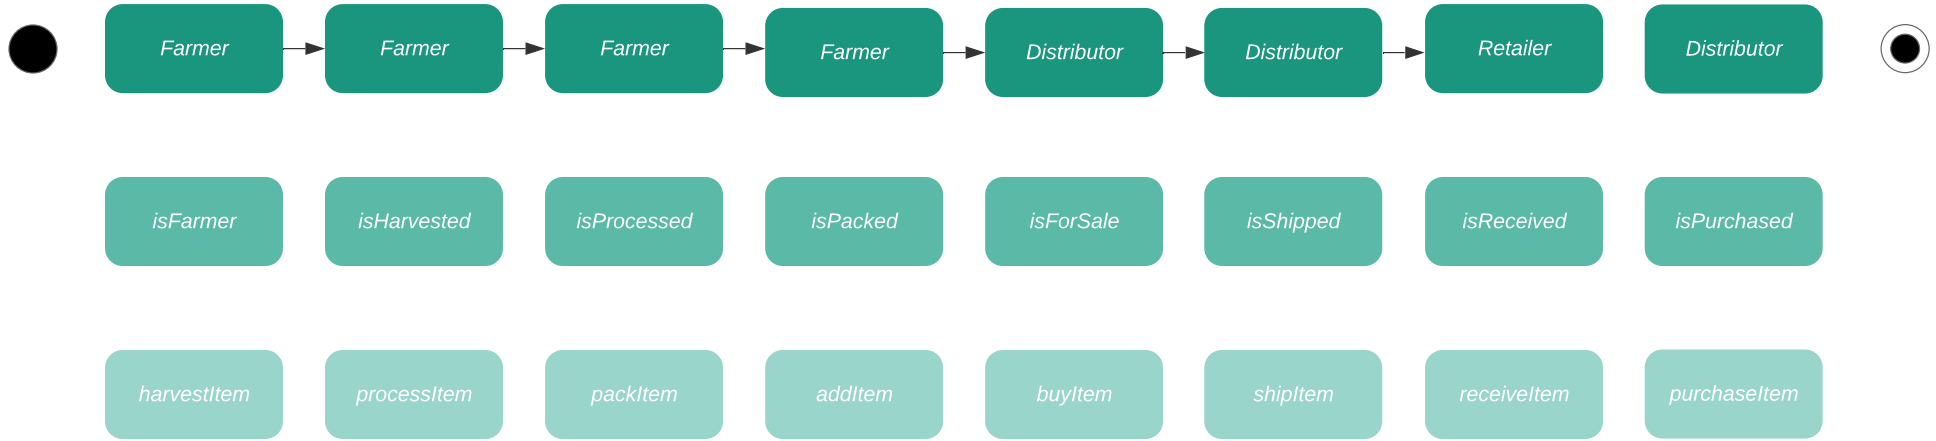 Farmer
Farmer
Farmer
Farmer
Distributor
Distributor
Retailer
Distributor
isFarmer
isHarvested
isProcessed
isPacked
isForSale
isShipped
isReceived
isPurchased
harvestItem
processItem
packItem
addItem
buyItem
shipItem
receiveItem
purchaseItem